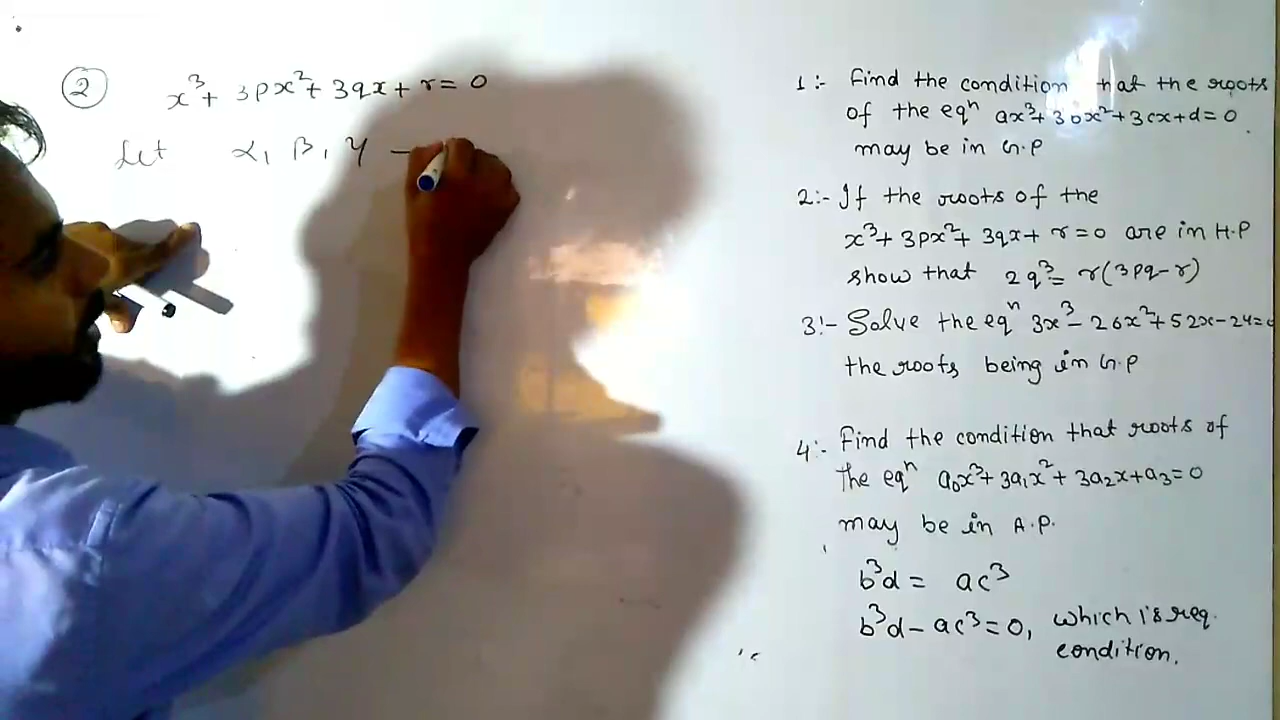 ② x³+ 3px²+ 3qx+ r= 0
Let α, β, γ —
1:- Find the condition that the roots
of the eqⁿ ax³+3bx²+3cx+d=0
may be in G.P
2:- If the roots of the
x³+3px²+ 3qx+ r=0 are in H.P
show that 2q³= r(3pq-r)
3:- Solve the eqⁿ 3x³- 26x²+52x-24=0
the roots being in G.P
4:- Find the condition that roots of
the eqⁿ a₀x³+3a₁x²+ 3a₂x+a₃=0
may be in A.P.
b³d= ac³
b³d-ac³=0, which is req.
condition.